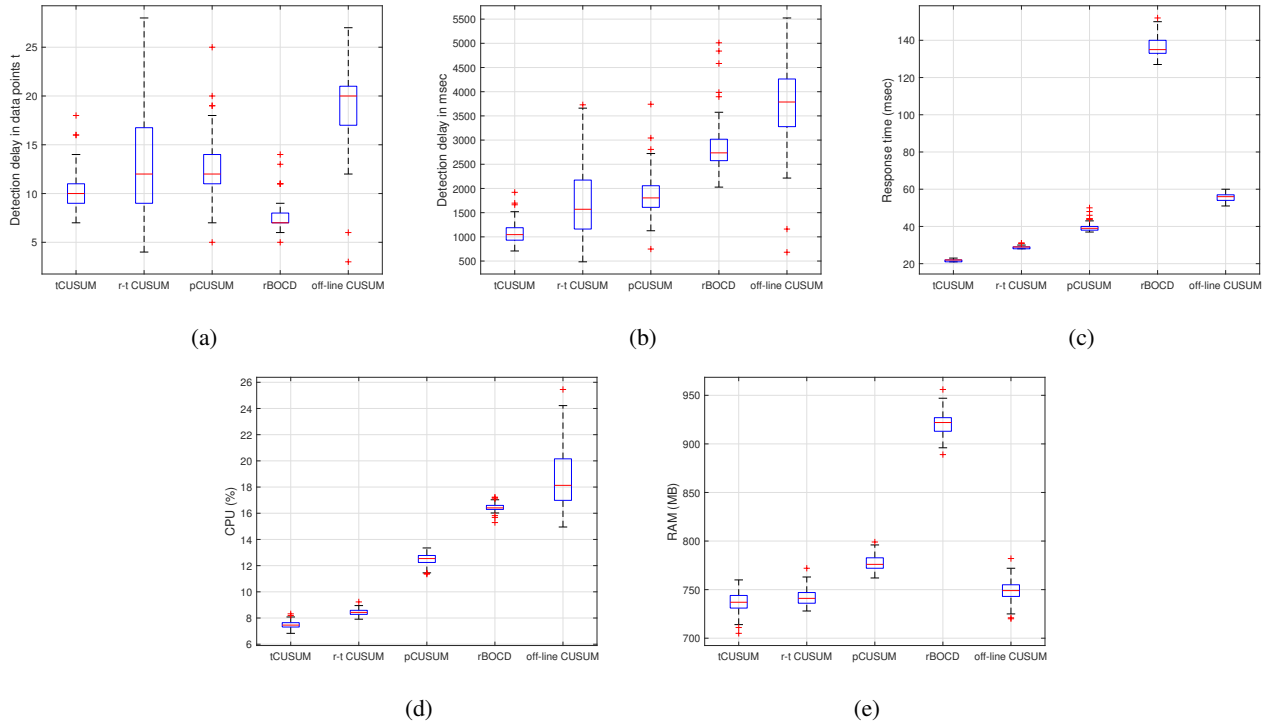 Detection delay in data points t
25
20
15
10
5
tCUSUM r-t CUSUM pCUSUM rBOCD off-line CUSUM
(a)
Detection delay in msec
5500
5000
4500
4000
3500
3000
2500
2000
1500
1000
500
tCUSUM r-t CUSUM pCUSUM rBOCD off-line CUSUM
(b)
Response time (msec)
140
120
100
80
60
40
20
tCUSUM r-t CUSUM pCUSUM rBOCD off-line CUSUM
(c)
CPU (%)
26
24
22
20
18
16
14
12
10
8
6
tCUSUM r-t CUSUM pCUSUM rBOCD off-line CUSUM
(d)
RAM (MB)
950
900
850
800
750
700
tCUSUM r-t CUSUM pCUSUM rBOCD off-line CUSUM
(e)